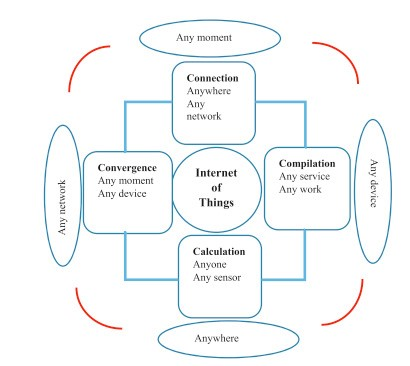 Any moment
Connection
Anywhere
Any
network
Convergence
Any moment
Any device
Internet
of
Things
Compilation
Any service
Any work
Any network
Any device
Calculation
Anyone
Any sensor
Anywhere